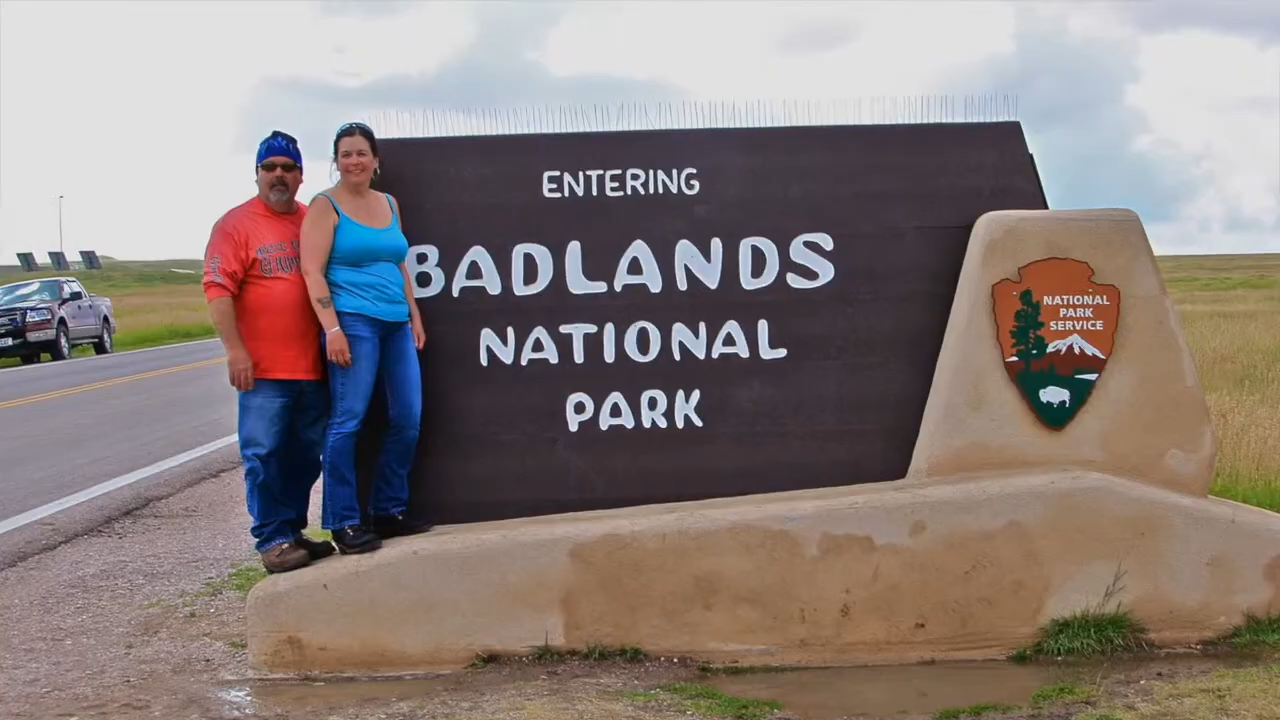 ENTERING
BADLANDS
NATIONAL
PARK
NATIONAL
PARK
SERVICE